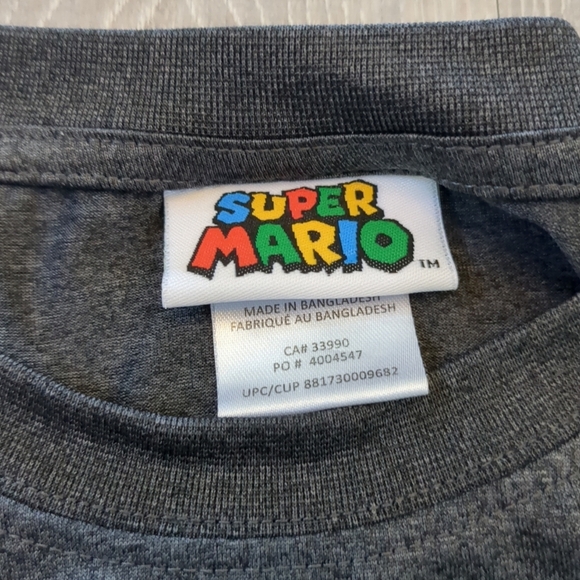 SUPER
MARIO TM
MADE IN BANGLADESH
FABRIQUÉ AU BANGLADESH
CA# 33990
PO # 4004547
UPC/CUP 881730009682